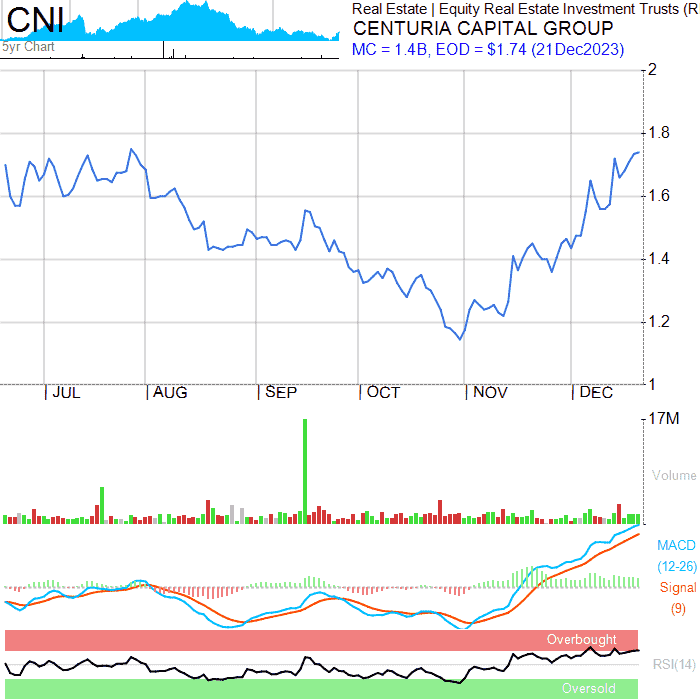 CNI
5yr Chart
Real Estate | Equity Real Estate Investment Trusts (R
CENTURIA CAPITAL GROUP
MC = 1.4B, EOD = $1.74 (21Dec2023)
2
1.8
1.6
1.4
1.2
1
JUL AUG SEP OCT NOV DEC
17M
Volume
MACD
(12-26)
Signal
(9)
Overbought
RSI(14)
Oversold